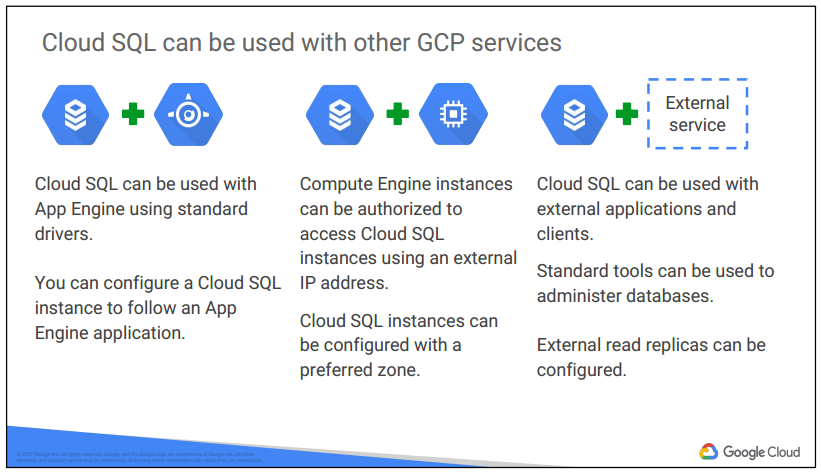 Cloud SQL can be used with other GCP services
External
service
Cloud SQL can be used with
App Engine using standard
drivers.
You can configure a Cloud SQL
instance to follow an App
Engine application.
Compute Engine instances
can be authorized to
access Cloud SQL
instances using an external
IP address.
Cloud SQL instances can
be configured with a
preferred zone.
Cloud SQL can be used with
external applications and
clients.
Standard tools can be used to
administer databases.
External read replicas can be
configured.
Google Cloud